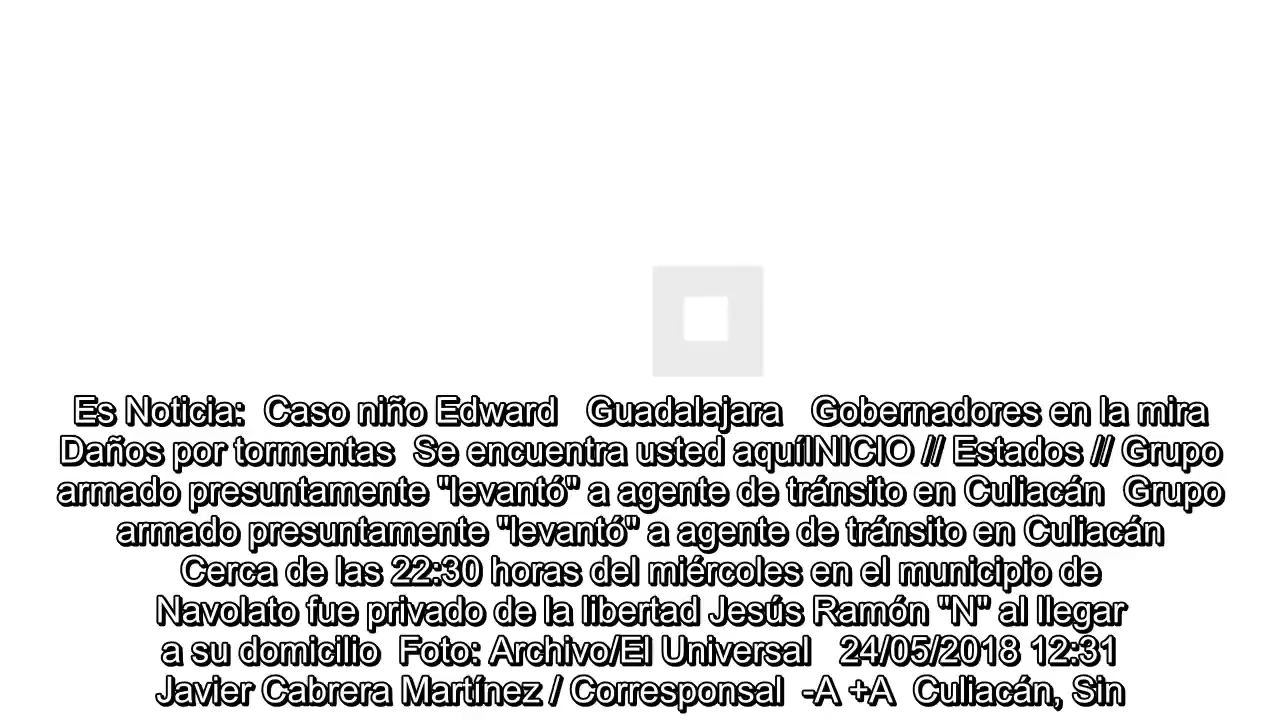 Es Noticia:  Caso niño Edward   Guadalajara   Gobernadores en la mira
Daños por tormentas  Se encuentra usted aquíINICIO // Estados // Grupo
armado presuntamente "levantó" a agente de tránsito en Culiacán  Grupo
armado presuntamente "levantó" a agente de tránsito en Culiacán
Cerca de las 22:30 horas del miércoles en el municipio de
Navolato fue privado de la libertad Jesús Ramón "N" al llegar
a su domicilio  Foto: Archivo/El Universal   24/05/2018 12:31
Javier Cabrera Martínez / Corresponsal  -A +A  Culiacán, Sin